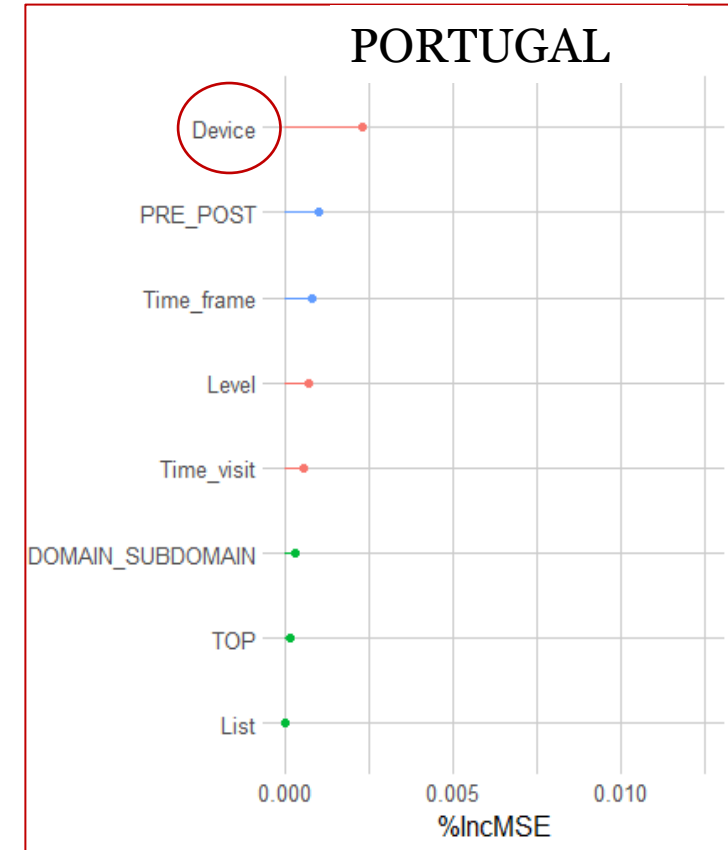 PORTUGAL
Device
PRE_POST
Time_frame
Level
Time_visit
DOMAIN_SUBDOMAIN
TOP
List
0.000 0.005 0.010
%IncMSE